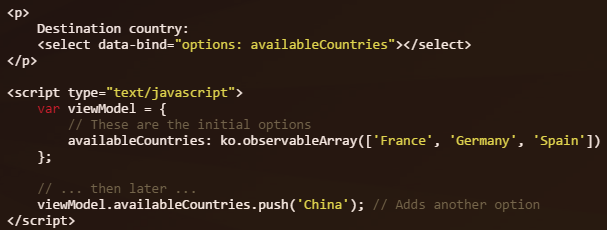 <p>
    Destination country:
    <select data-bind="options: availableCountries"></select>
</p>

<script type="text/javascript">
    var viewModel = {
        // These are the initial options
        availableCountries: ko.observableArray(['France', 'Germany', 'Spain'])
    };

    // ... then later ...
    viewModel.availableCountries.push('China'); // Adds another option
</script>